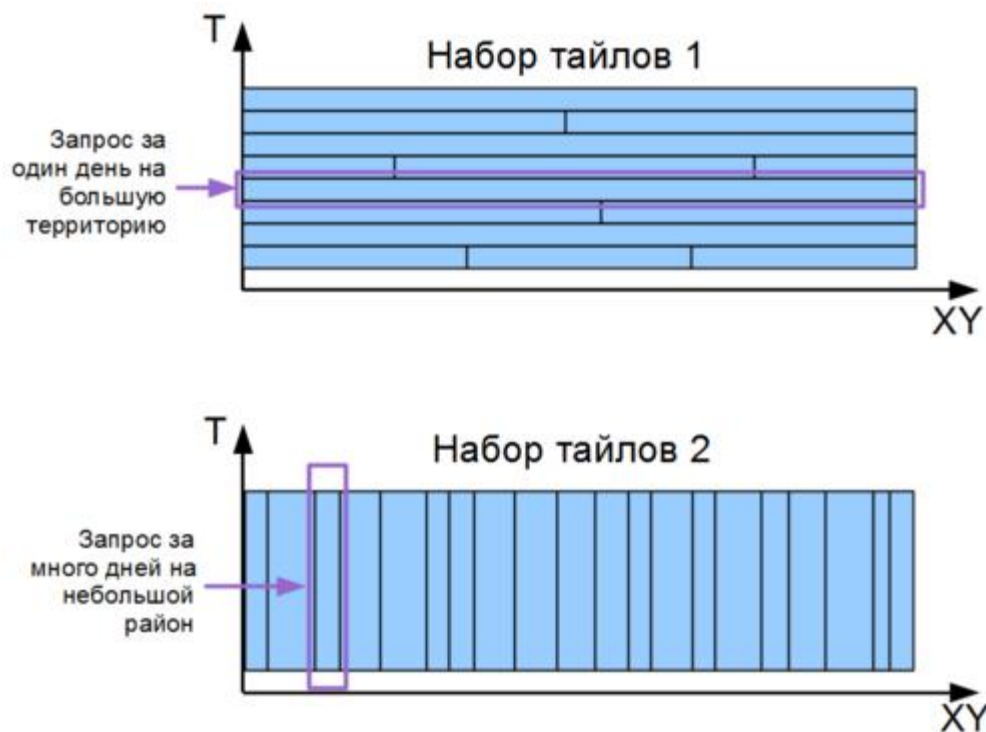 T
Набор тайлов 1
Запрос за
один день на
большую
территорию
XY
T
Набор тайлов 2
Запрос за
много дней на
небольшой
район
XY